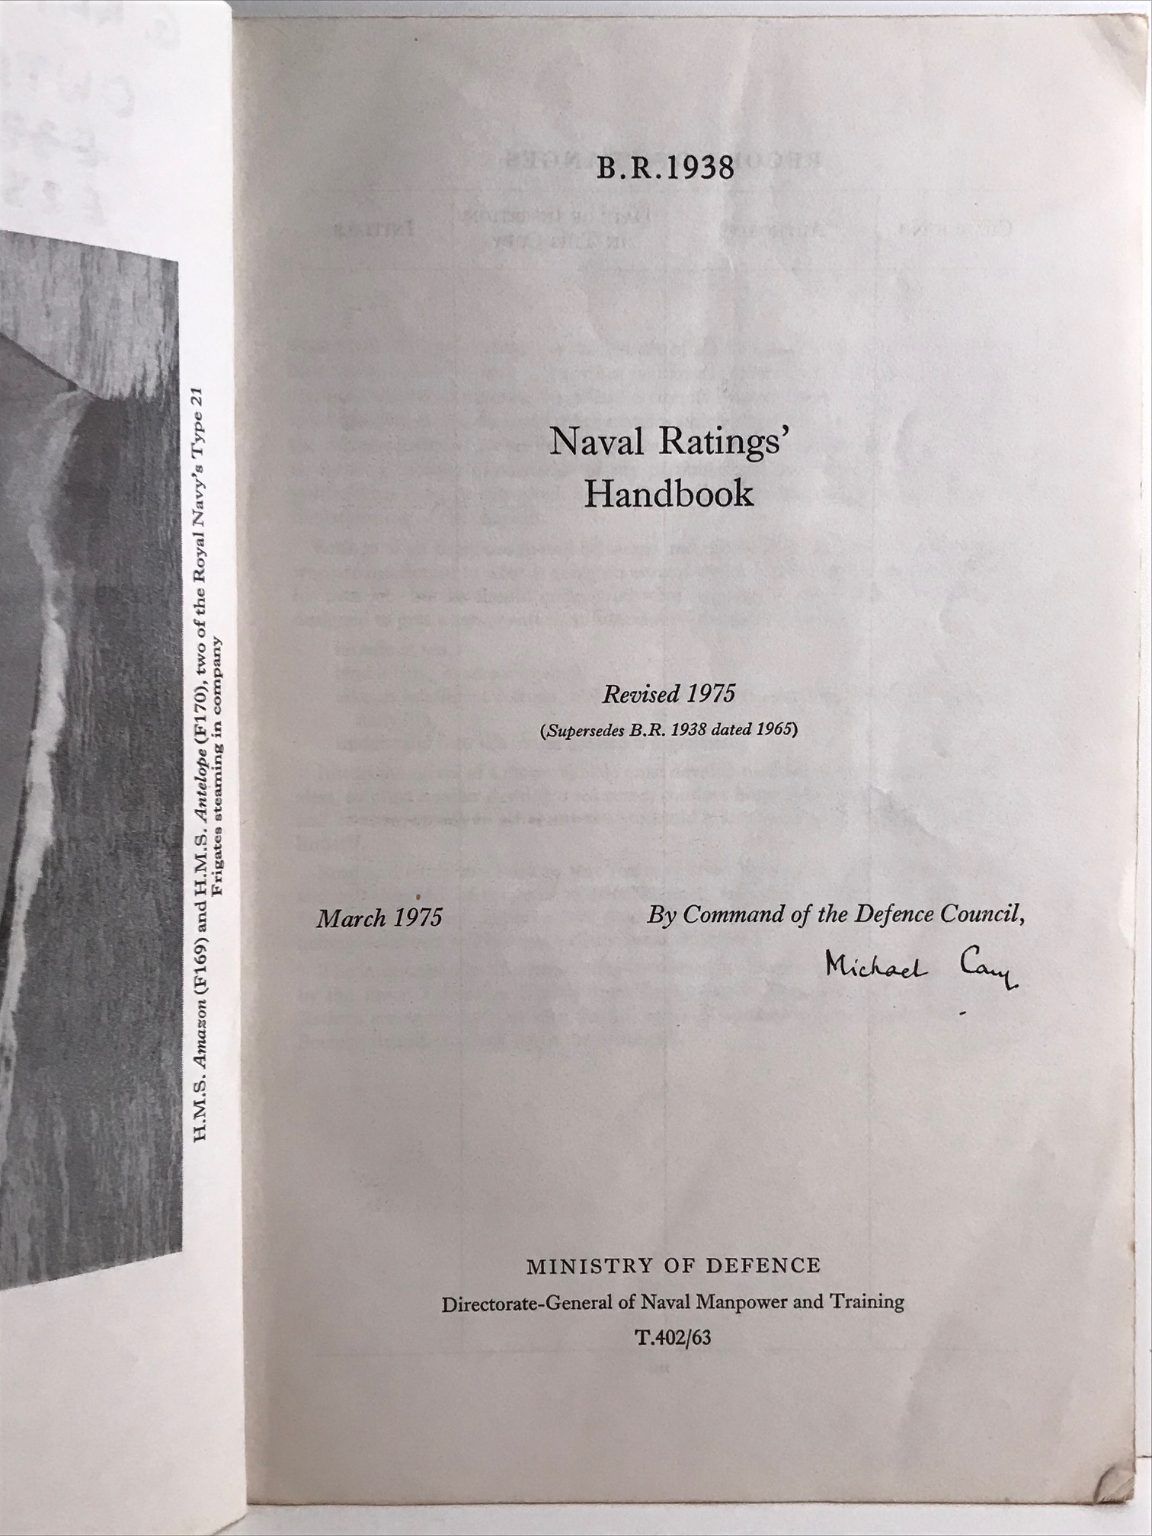 H.M.S. Amazon (F169) and H.M.S. Antelope (F170), two of the Royal Navy's Type 21
Frigates steaming in company
B.R.1938
Naval Ratings'
Handbook
Revised 1975
(Supersedes B.R. 1938 dated 1965)
March 1975
By Command of the Defence Council,
Michael Cary
MINISTRY OF DEFENCE
Directorate-General of Naval Manpower and Training
T.402/63